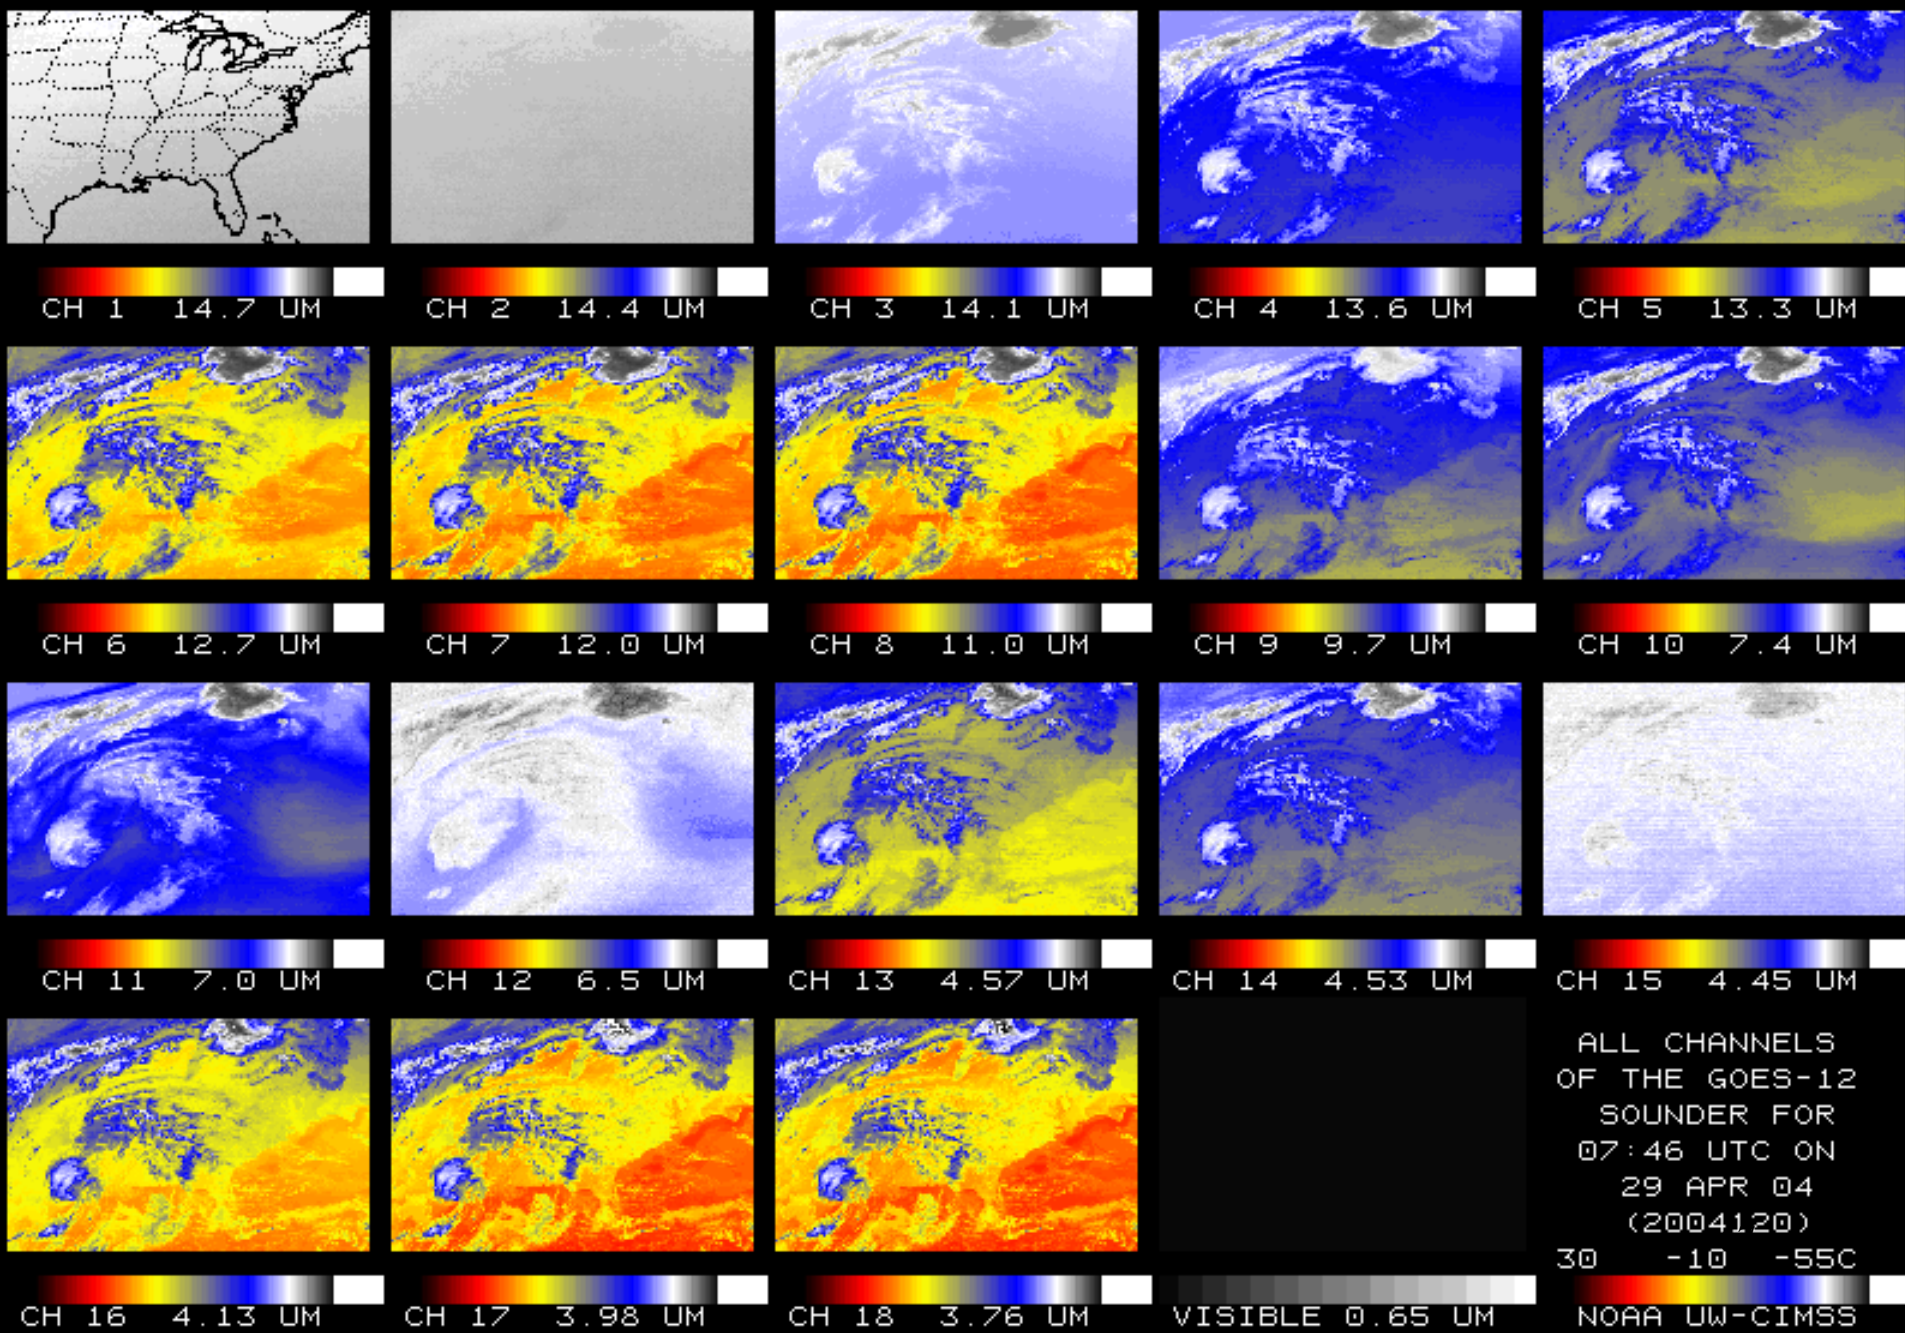 CH 1 14.7 UM
CH 2 14.4 UM
CH 3 14.1 UM
CH 4 13.6 UM
CH 5 13.3 UM
CH 6 12.7 UM
CH 7 12.0 UM
CH 8 11.0 UM
CH 9 9.7 UM
CH 10 7.4 UM
CH 11 7.0 UM
CH 12 6.5 UM
CH 13 4.57 UM
CH 14 4.53 UM
CH 15 4.45 UM
CH 16 4.13 UM
CH 17 3.98 UM
CH 18 3.76 UM
VISIBLE 0.65 UM
ALL CHANNELS
OF THE GOES-12
SOUNDER FOR
07:46 UTC ON
29 APR 04
(2004120)
30 -10 -55C
NOAA UW-CIMSS